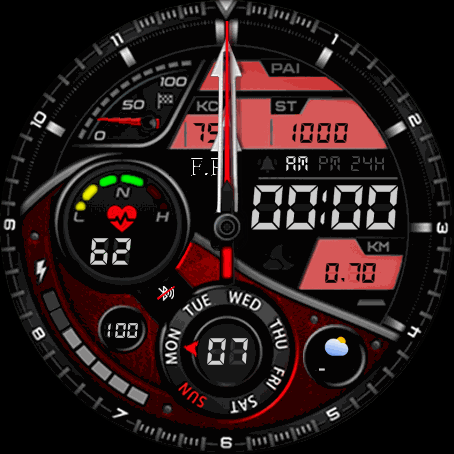 11
1
PAI
100
50
0
KC
ST
75
1000
10
2
F.F
AM PM 24H
00:00
L N H
62
9
3
KM
0.70
TUE WED
100
MON THU
07
SUN SAT FRI
-
8
4
7
5
6